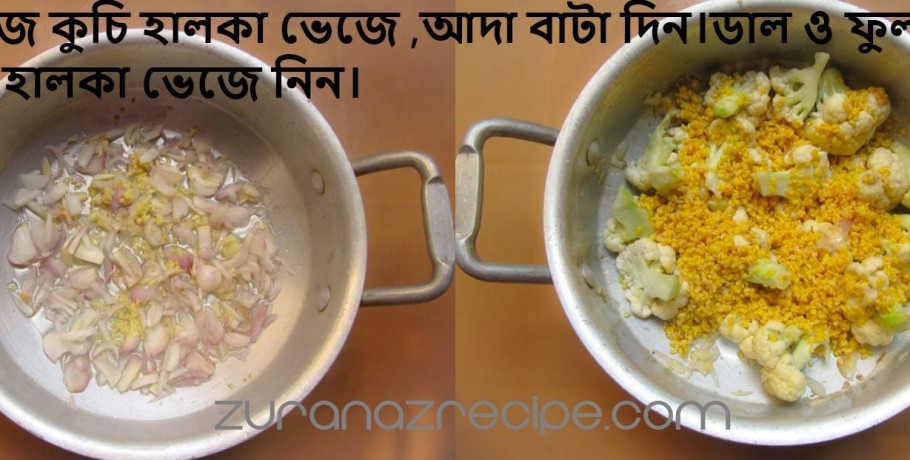 জ কুচি হালকা ভেজে ,আদা বাটা দিন।ডাল ও ফুল
হালকা ভেজে নিন।
zuranazrecipe.com